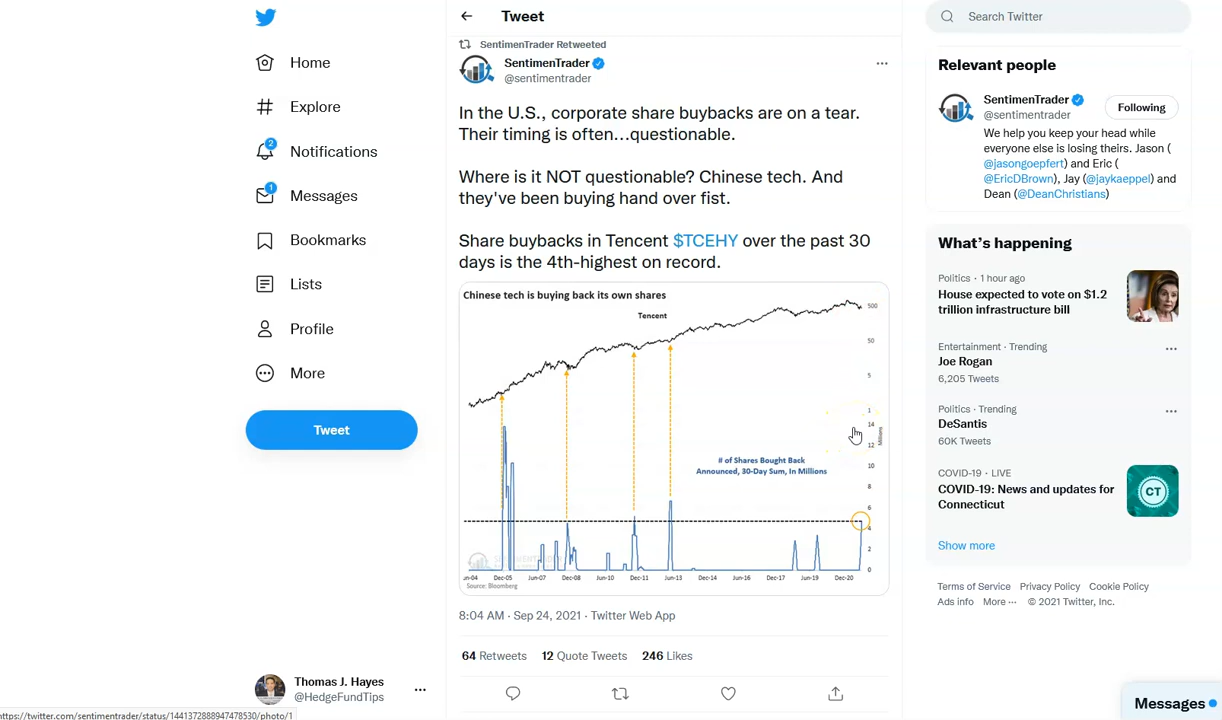 Home
Explore
2
Notifications
1
Messages
Bookmarks
Lists
Profile
More
Tweet
Thomas J. Hayes
@HedgeFundTips
https://twitter.com/sentimentrader/status/1441372888947478530/photo/1
Tweet
SentimenTrader Retweeted
SentimenTrader
@sentimentrader
In the U.S., corporate share buybacks are on a tear.
Their timing is often...questionable.
Where is it NOT questionable? Chinese tech. And
they've been buying hand over fist.
Share buybacks in Tencent $TCEHY over the past 30
days is the 4th-highest on record.
Chinese tech is buying back its own shares
Tencent
500
50
5
1
14
12
10
8
6
4
2
0
Millions
# of Shares Bought Back
Announced, 30-Day Sum, In Millions
un-04 Dec-05 Jun-07 Dec-08 Jun-10 Dec-11 Jun-13 Dec-14 Jun-16 Dec-17 Jun-19 Dec-20
Source: Bloomberg
8:04 AM · Sep 24, 2021 · Twitter Web App
64 Retweets 12 Quote Tweets 246 Likes
Search Twitter
Relevant people
SentimenTrader
@sentimentrader
Following
We help you keep your head while
everyone else is losing theirs. Jason (
@jasongoepfert) and Eric (
@EricDBrown), Jay (@jaykaeppel) and
Dean (@DeanChristians)
What's happening
Politics · 1 hour ago
House expected to vote on $1.2
trillion infrastructure bill
Entertainment · Trending
Joe Rogan
6,205 Tweets
Politics · Trending
DeSantis
60K Tweets
COVID-19 · LIVE
COVID-19: News and updates for
Connecticut
CT
Show more
Terms of Service Privacy Policy Cookie Policy
Ads info More ··· © 2021 Twitter, Inc.
Messages